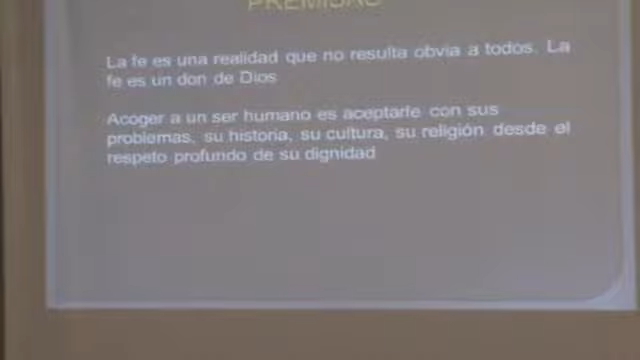 PREMISAS
La fe es una realidad que no resulta obvia a todos. La
fe es un don de Dios
Acoger a un ser humano es aceptarle con sus
problemas, su historia, su cultura, su religión desde el
respeto profundo de su dignidad